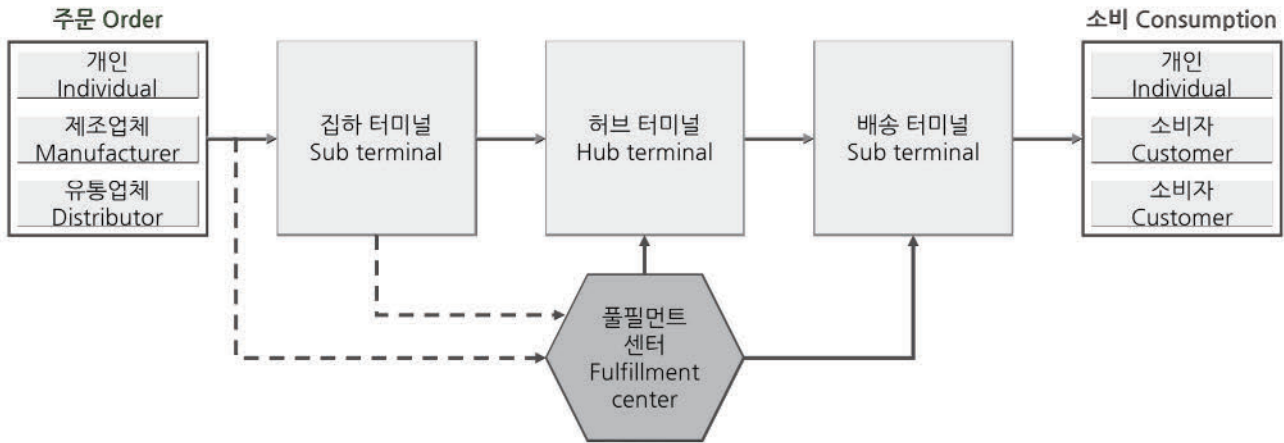 주문 Order
개인
Individual
제조업체
Manufacturer
유통업체
Distributor
집하 터미널
Sub terminal
허브 터미널
Hub terminal
배송 터미널
Sub terminal
소비 Consumption
개인
Individual
소비자
Customer
소비자
Customer
풀필먼트
센터
Fulfillment
center